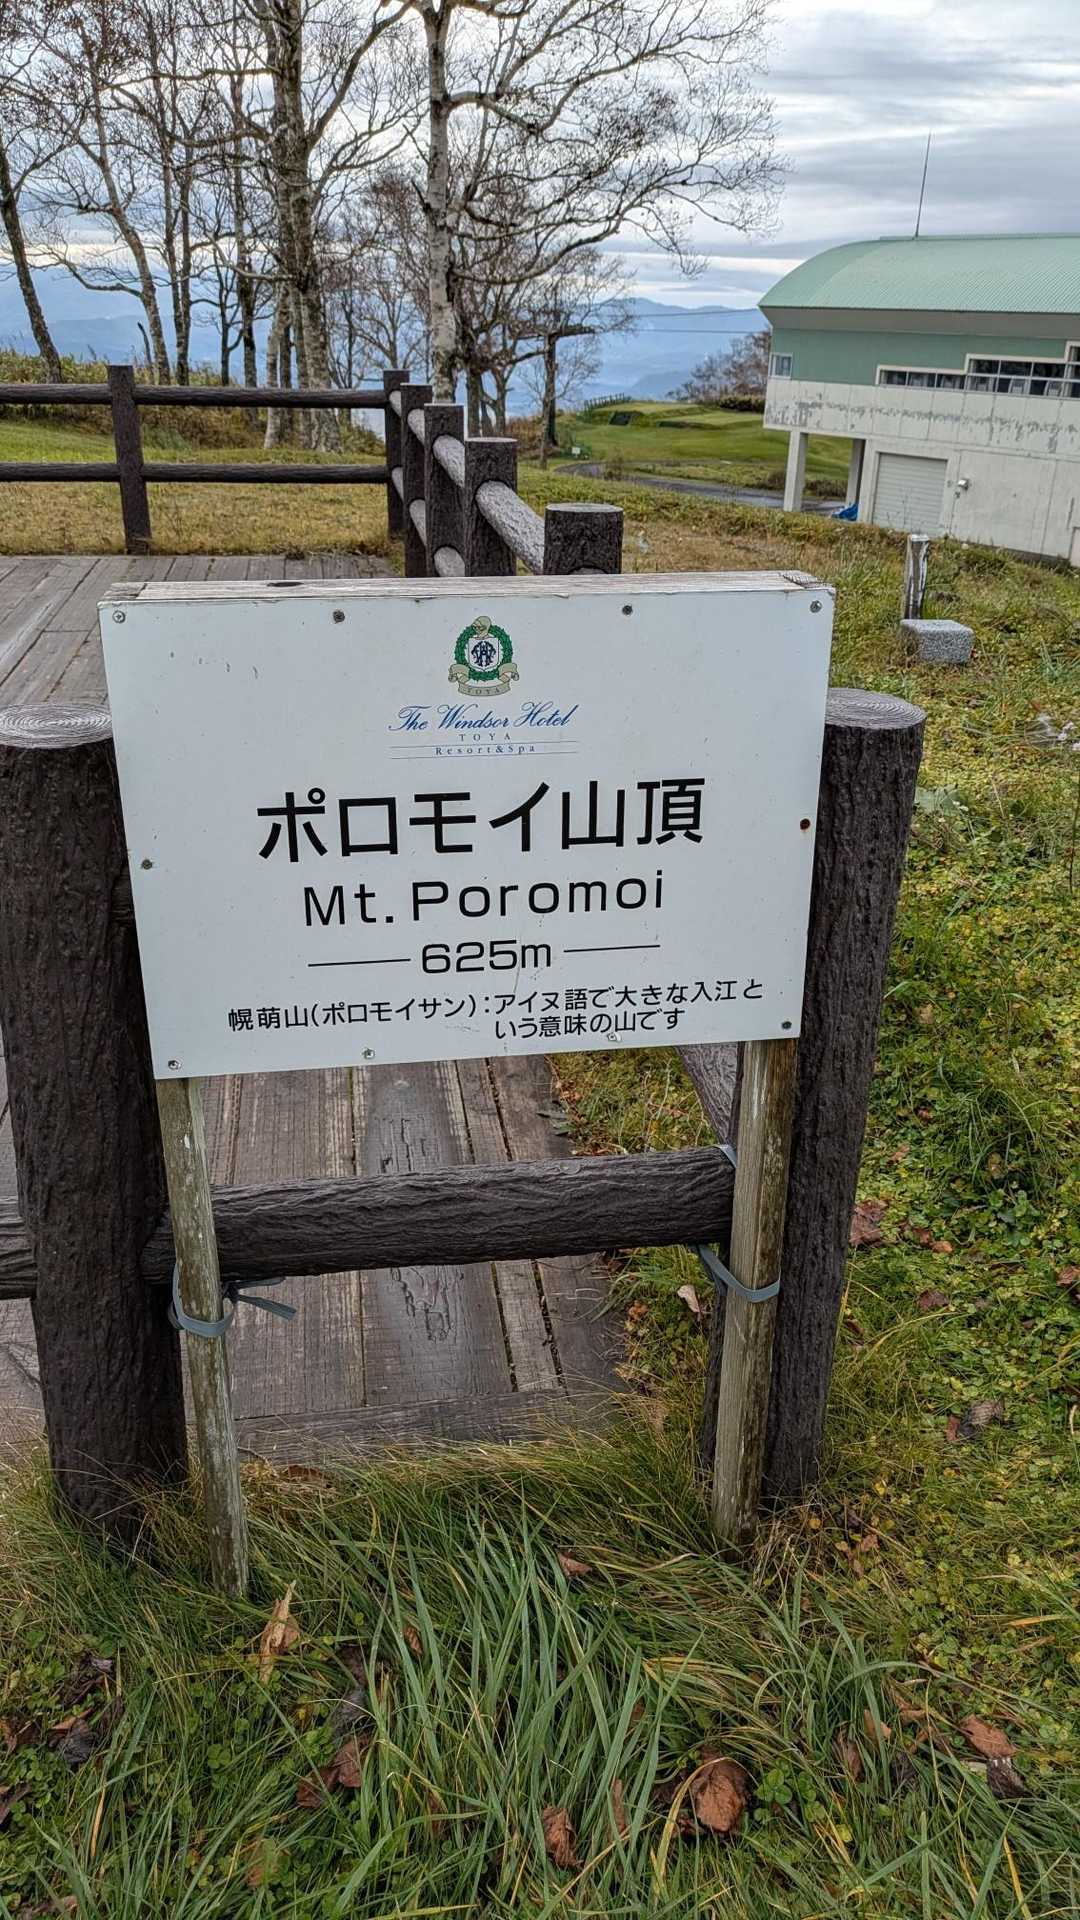 TOYA
The Windsor Hotel
TOYA
Resort&Spa
ポロモイ山頂
Mt. Poromoi
625m
幌萌山(ポロモイサン):アイヌ語で大きな入江と
いう意味の山です